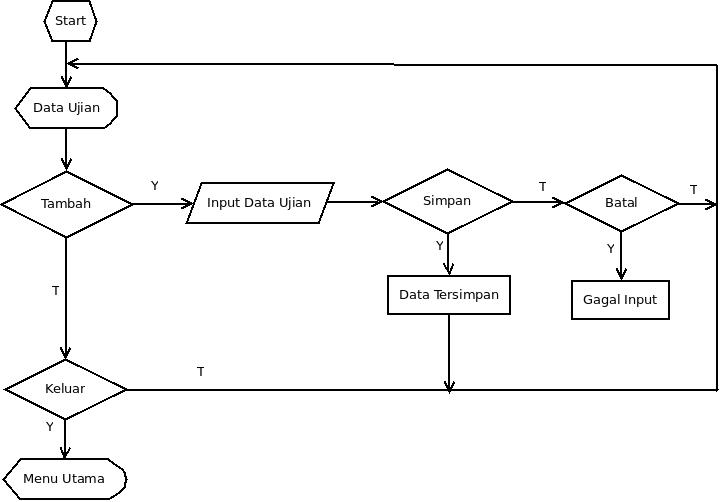 Start
Data Ujian
Tambah
Y
Input Data Ujian
Simpan
T
Batal
T
Y
Data Tersimpan
Y
Gagal Input
T
Keluar
T
Y
Menu Utama